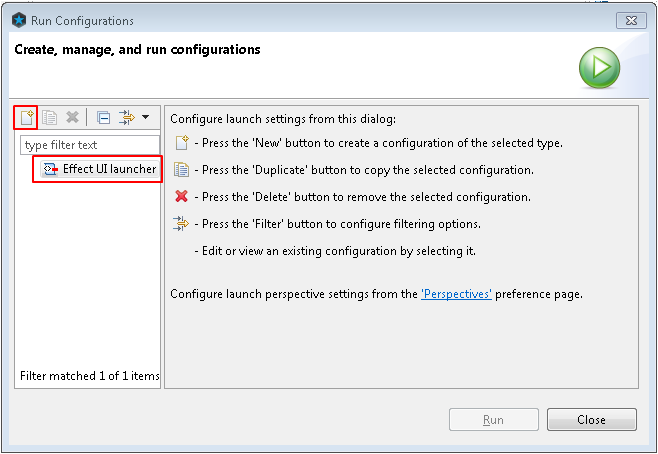 Run Configurations
Create, manage, and run configurations
type filter text
Effect UI launcher
Filter matched 1 of 1 items
Configure launch settings from this dialog:
- Press the 'New' button to create a configuration of the selected type.
- Press the 'Duplicate' button to copy the selected configuration.
- Press the 'Delete' button to remove the selected configuration.
- Press the 'Filter' button to configure filtering options.
- Edit or view an existing configuration by selecting it.
Configure launch perspective settings from the 'Perspectives' preference page.
Run
Close